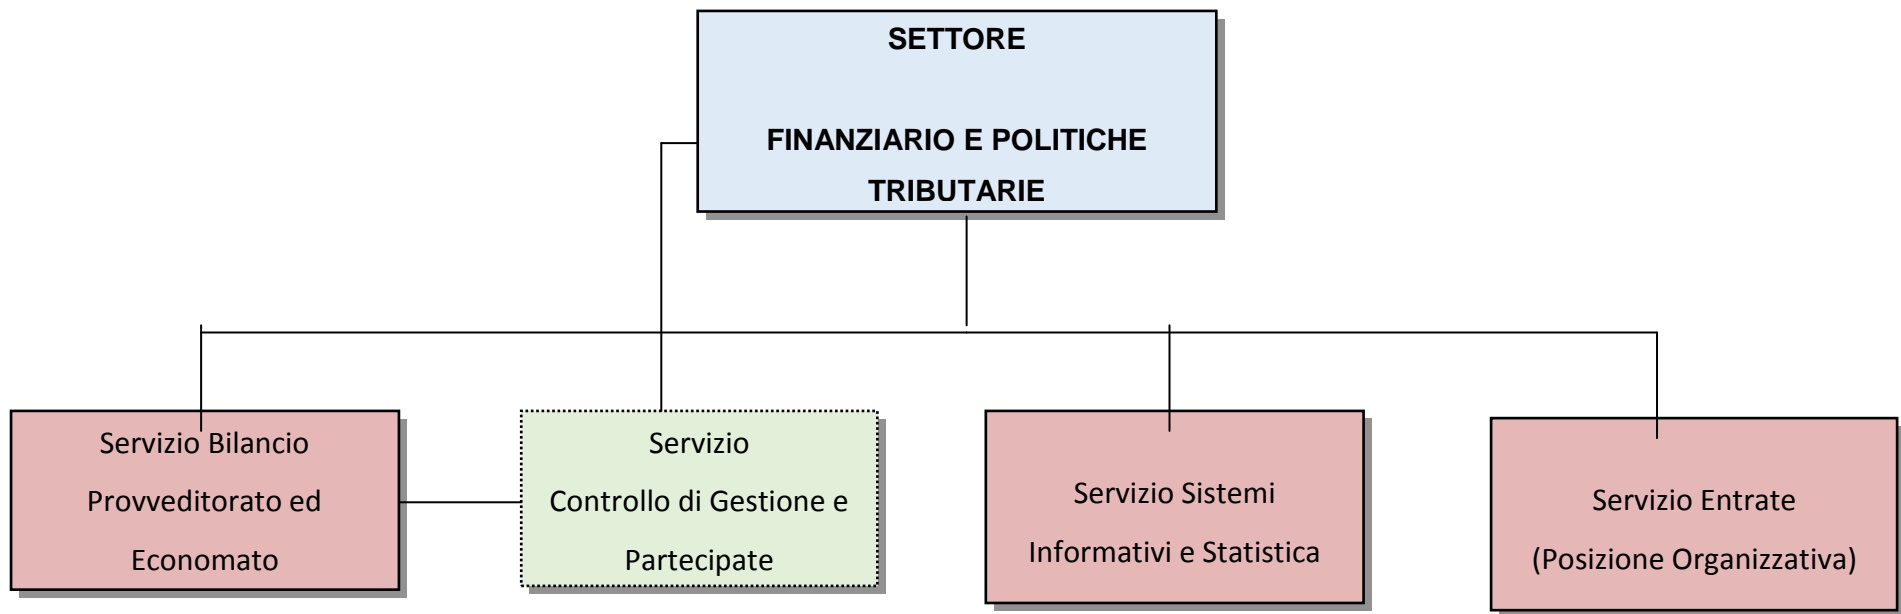 SETTORE
FINANZIARIO E POLITICHE
TRIBUTARIE
Servizio Bilancio
Provveditorato ed
Economato
Servizio
Controllo di Gestione e
Partecipate
Servizio Sistemi
Informativi e Statistica
Servizio Entrate
(Posizione Organizzativa)